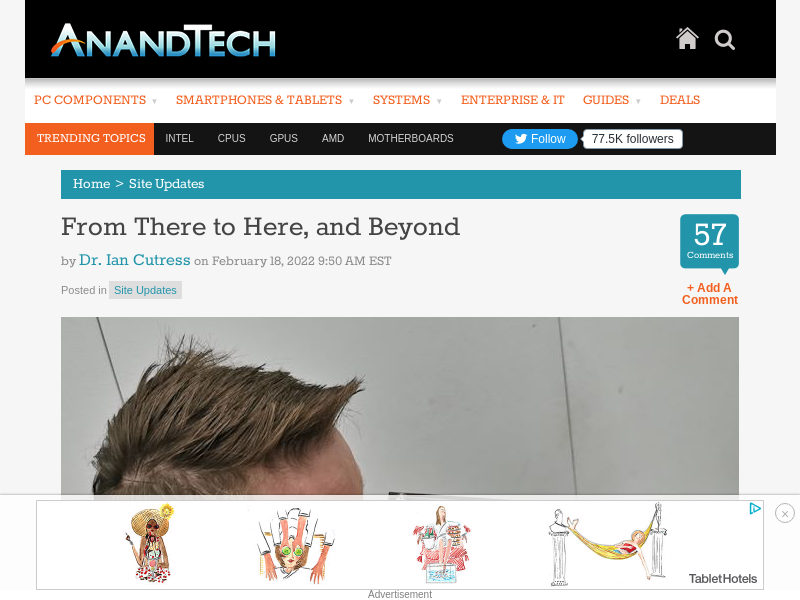 ANANDTECH
PC COMPONENTS SMARTPHONES & TABLETS SYSTEMS ENTERPRISE & IT GUIDES DEALS
TRENDING TOPICS INTEL CPUS GPUS AMD MOTHERBOARDS Follow 77.5K followers
Home > Site Updates
From There to Here, and Beyond
57
Comments
by Dr. Ian Cutress on February 18, 2022 9:50 AM EST
Posted in Site Updates
+ Add A
Comment
TabletHotels
Advertisement